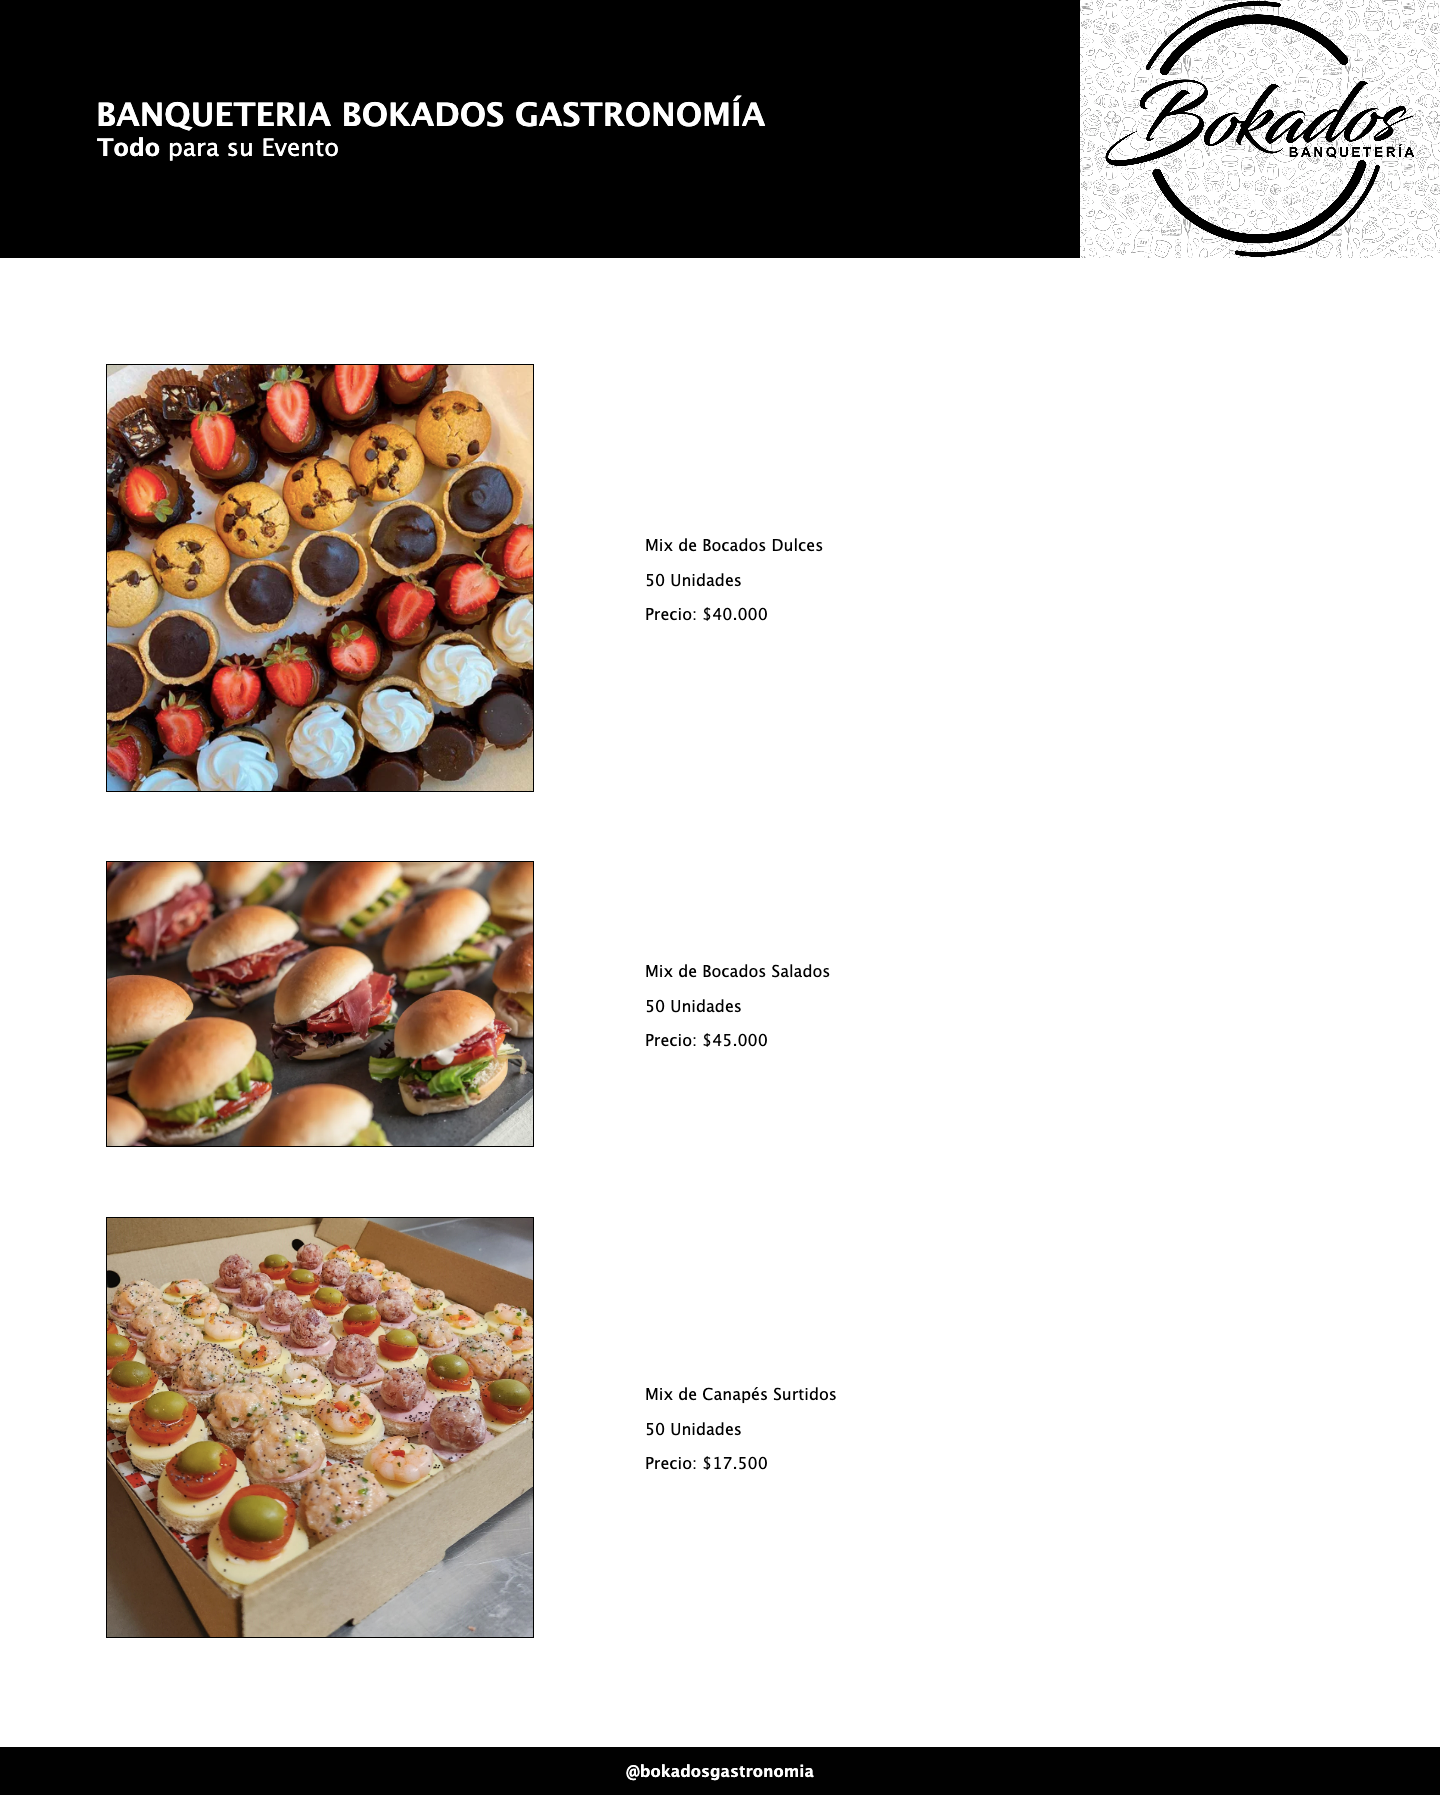 BANQUETERIA BOKADOS GASTRONOMÍA
Todo para su Evento
Bokados
BANQUETERÍA
Mix de Bocados Dulces
50 Unidades
Precio: $40.000
Mix de Bocados Salados
50 Unidades
Precio: $45.000
Mix de Canapés Surtidos
50 Unidades
Precio: $17.500
@bokadosgastronomia